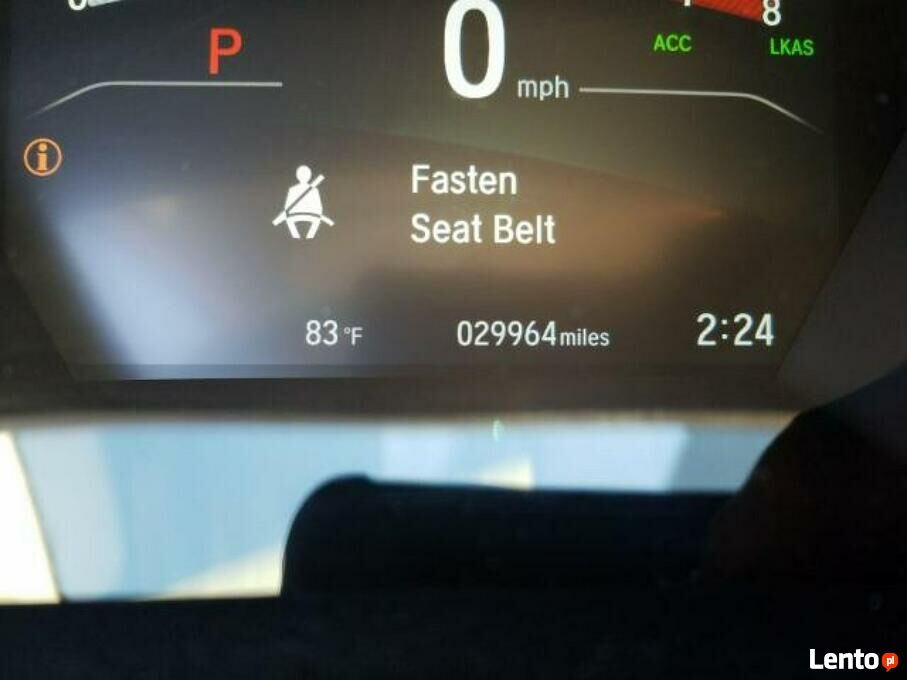 8
P
0 mph
ACC
LKAS
Fasten
Seat Belt
83 °F
029964 miles
2:24
Lento pl